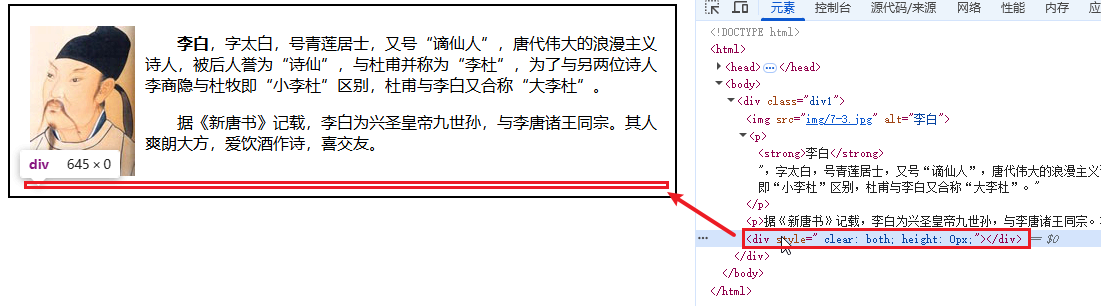 李白，字太白，号青莲居士，又号“谪仙人”，唐代伟大的浪漫主义
诗人，被后人誉为“诗仙”，与杜甫并称为“李杜”，为了与另两位诗人
李商隐与杜牧即“小李杜”区别，杜甫与李白又合称“大李杜”。
据《新唐书》记载，李白为兴圣皇帝九世孙，与李唐诸王同宗。其人
爽朗大方，爱饮酒作诗，喜交友。
div 645 × 0
元素 控制台 源代码/来源 网络 性能 内存 应
<!DOCTYPE html>
<html>
<head> ⋯ </head>
<body>
<div class="div1">
<img src="img/7-3.jpg" alt="李白">
<p>
<strong>李白</strong>
"，字太白，号青莲居士，又号“谪仙人”，唐代伟大的浪漫主义
即“小李杜”区别，杜甫与李白又合称“大李杜”。"
</p>
<p>据《新唐书》记载，李白为兴圣皇帝九世孙，与李唐诸王同宗。
<div style=" clear: both; height: 0px;"></div> == $0
</div>
</body>
</html>